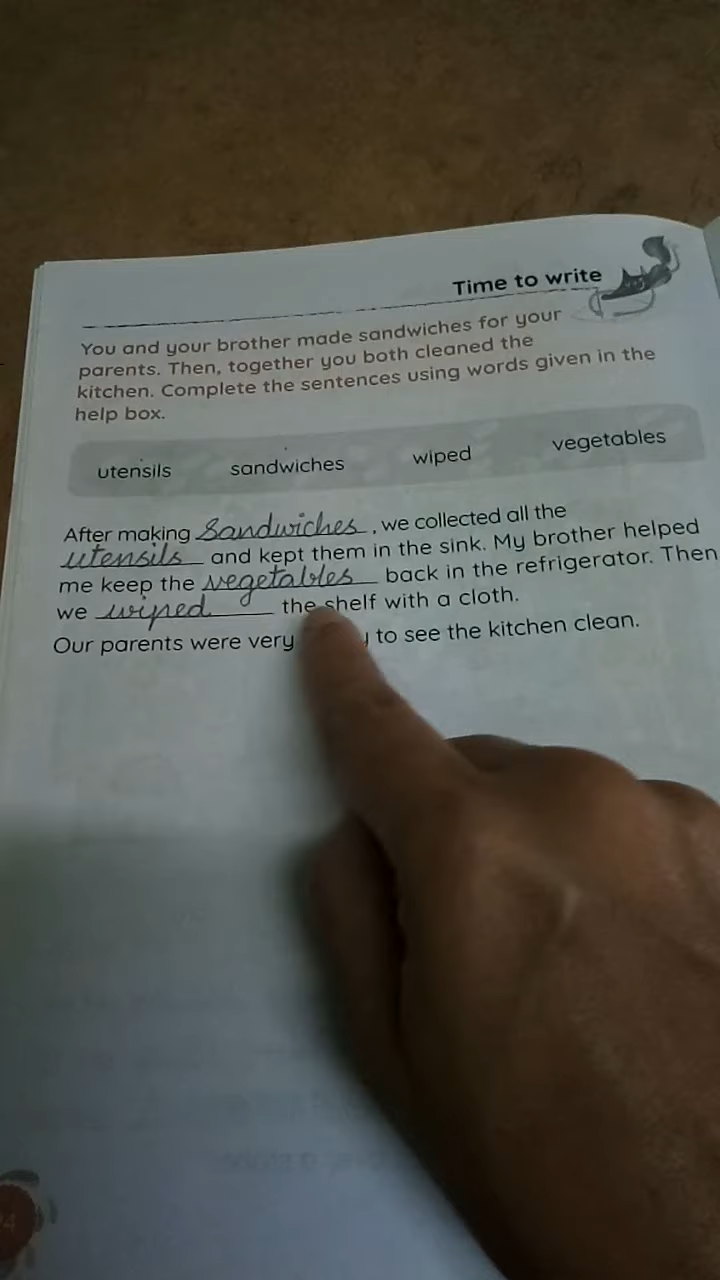 Time to write
You and your brother made sandwiches for your
parents. Then, together you both cleaned the
kitchen. Complete the sentences using words given in the
help box.
utensils sandwiches wiped vegetables
After making sandwiches, we collected all the
utensils and kept them in the sink. My brother helped
me keep the vegetables back in the refrigerator. Then
we wiped the shelf with a cloth.
Our parents were very to see the kitchen clean.